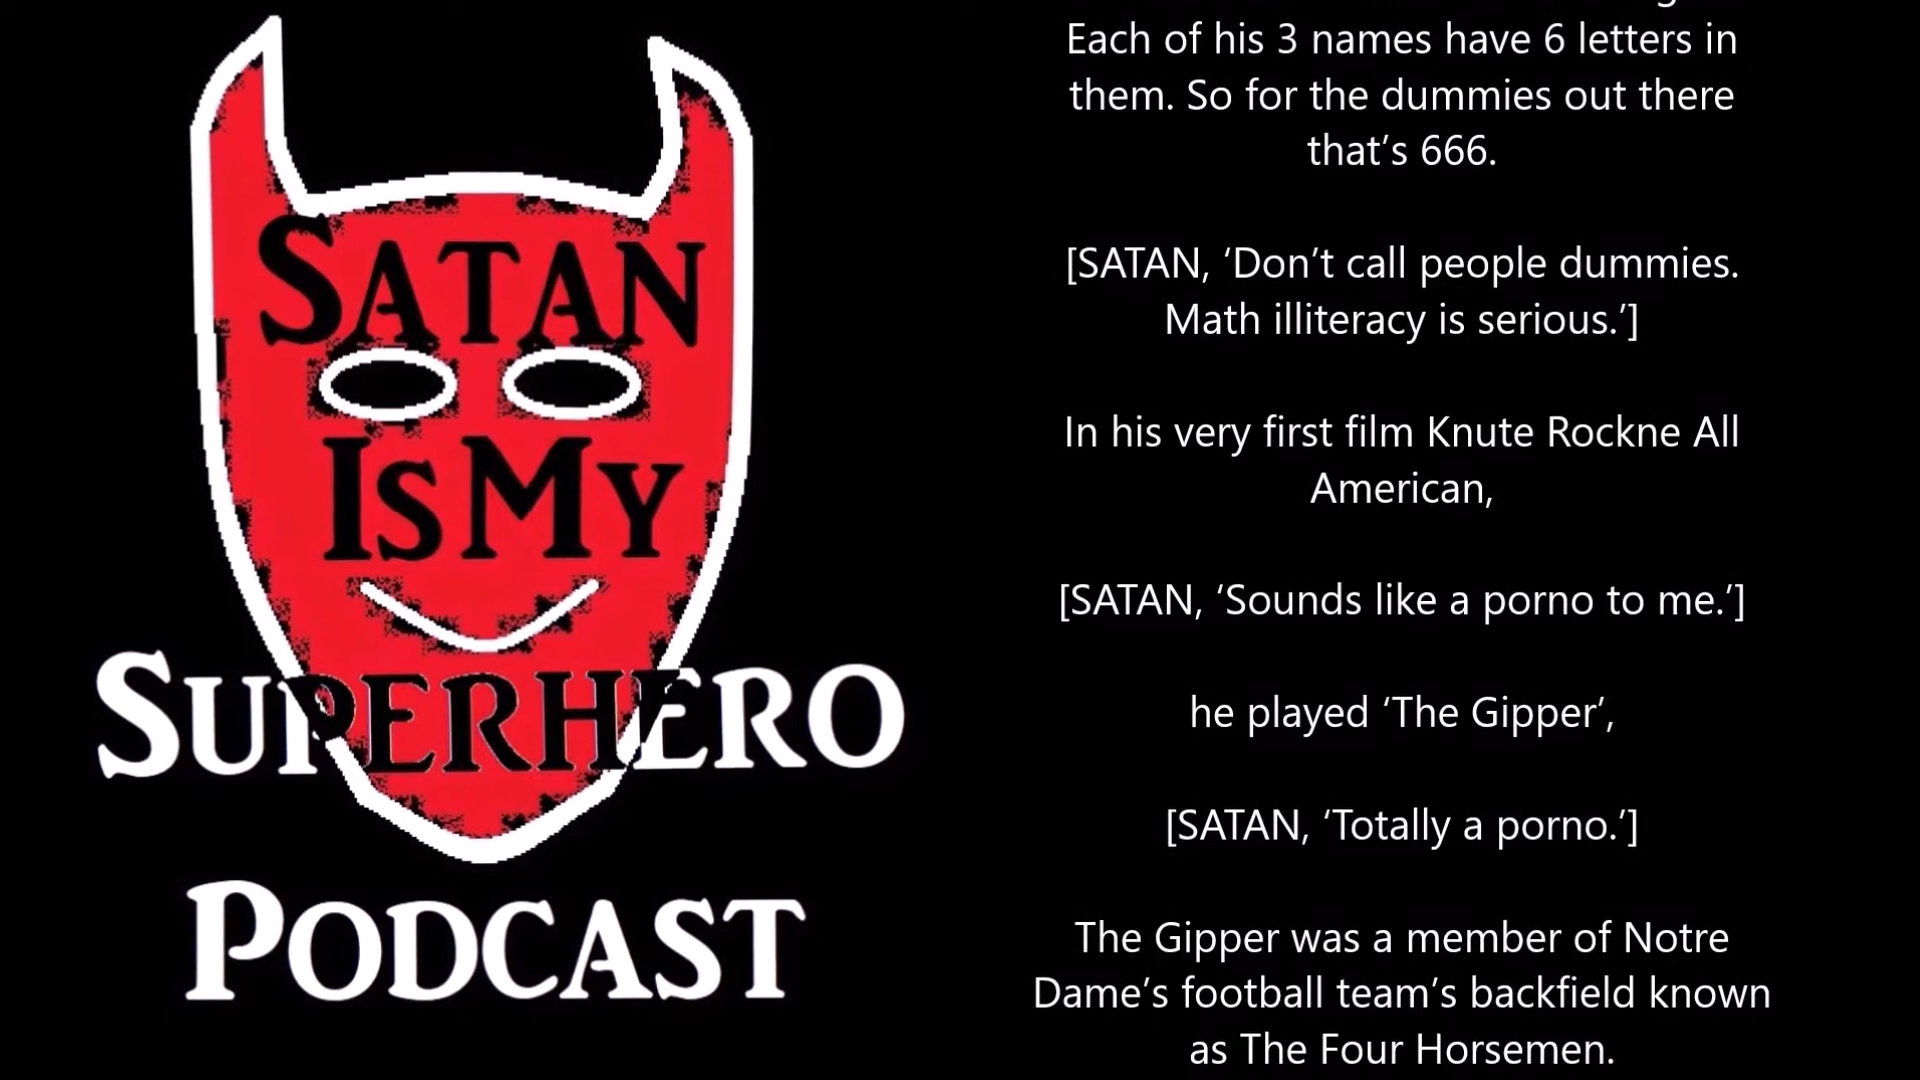 SATAN
IS MY
SUPERHERO
PODCAST
Each of his 3 names have 6 letters in
them. So for the dummies out there
that’s 666.
[SATAN, ‘Don’t call people dummies.
Math illiteracy is serious.’]
In his very first film Knute Rockne All
American,
[SATAN, ‘Sounds like a porno to me.’]
he played ‘The Gipper’,
[SATAN, ‘Totally a porno.’]
The Gipper was a member of Notre
Dame’s football team’s backfield known
as The Four Horsemen.